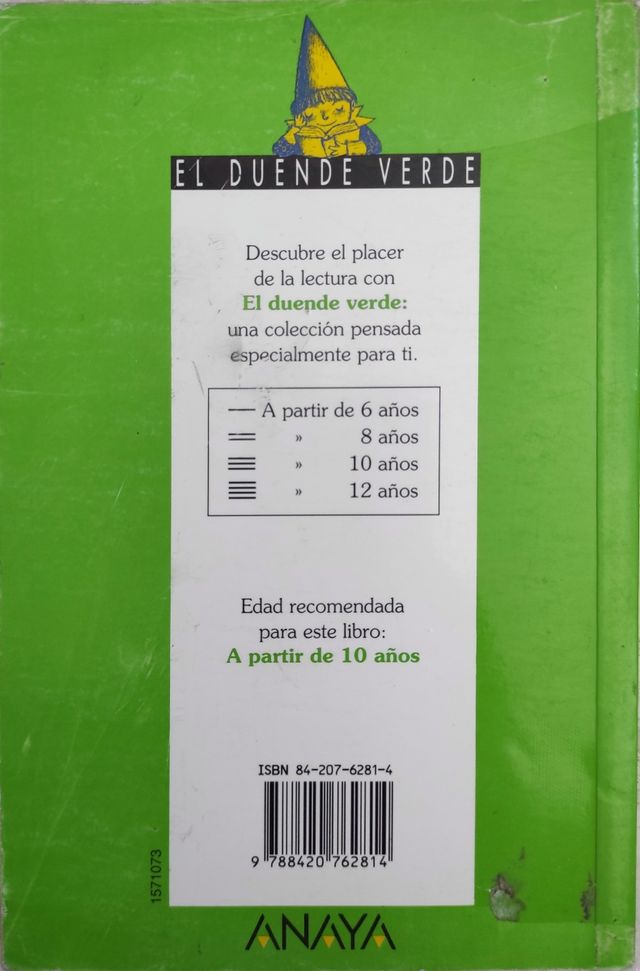 EL DUENDE VERDE
Descubre el placer
de la lectura con
El duende verde:
una colección pensada
especialmente para ti.
A partir de 6 años
» 8 años
» 10 años
» 12 años
Edad recomendada
para este libro:
A partir de 10 años
ISBN 84-207-6281-4
9 788420 762814
1571073
ANAYA